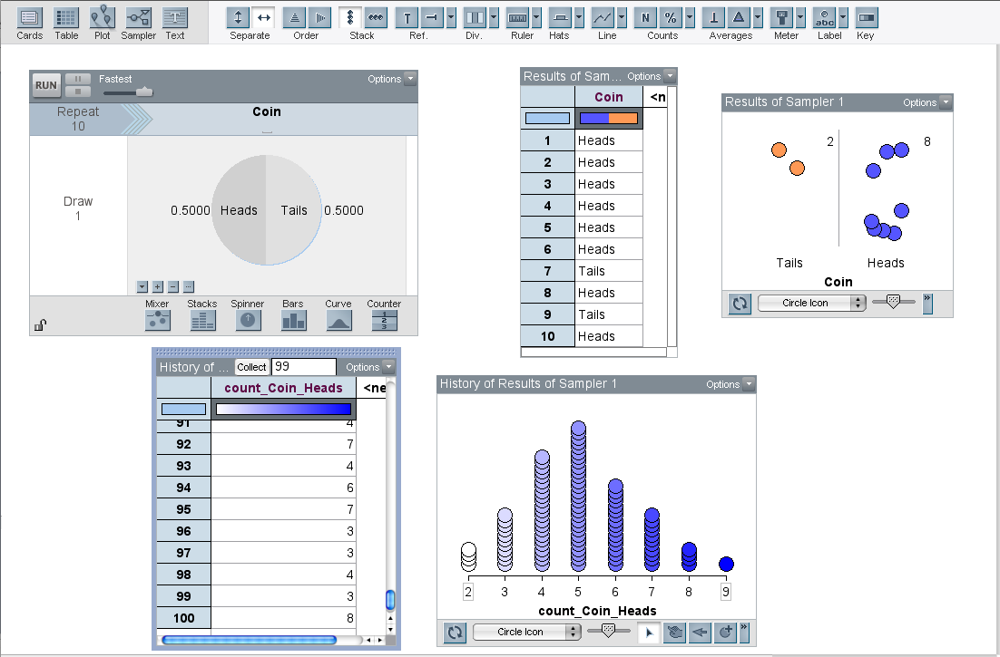 Cards Table Plot Sampler Text Separate Order Stack Ref. Div. Ruler Hats Line Counts Averages Meter Label Key
N % abc
RUN Fastest Options
Repeat
10
Coin
Draw
1
0.5000 Heads Tails 0.5000
Mixer Stacks Spinner Bars Curve Counter
1
2
3
Results of Sam... Options
Coin <n
1 Heads
2 Heads
3 Heads
4 Heads
5 Heads
6 Heads
7 Tails
8 Heads
9 Tails
10 Heads
Results of Sampler 1 Options
2 8
Tails Heads
Coin
Circle Icon
History of ... Collect 99 Options
count_Coin_Heads <ne
91 4
92 7
93 4
94 6
95 7
96 3
97 3
98 4
99 3
100 8
History of Results of Sampler 1 Options
2 3 4 5 6 7 8 9
count_Coin_Heads
Circle Icon